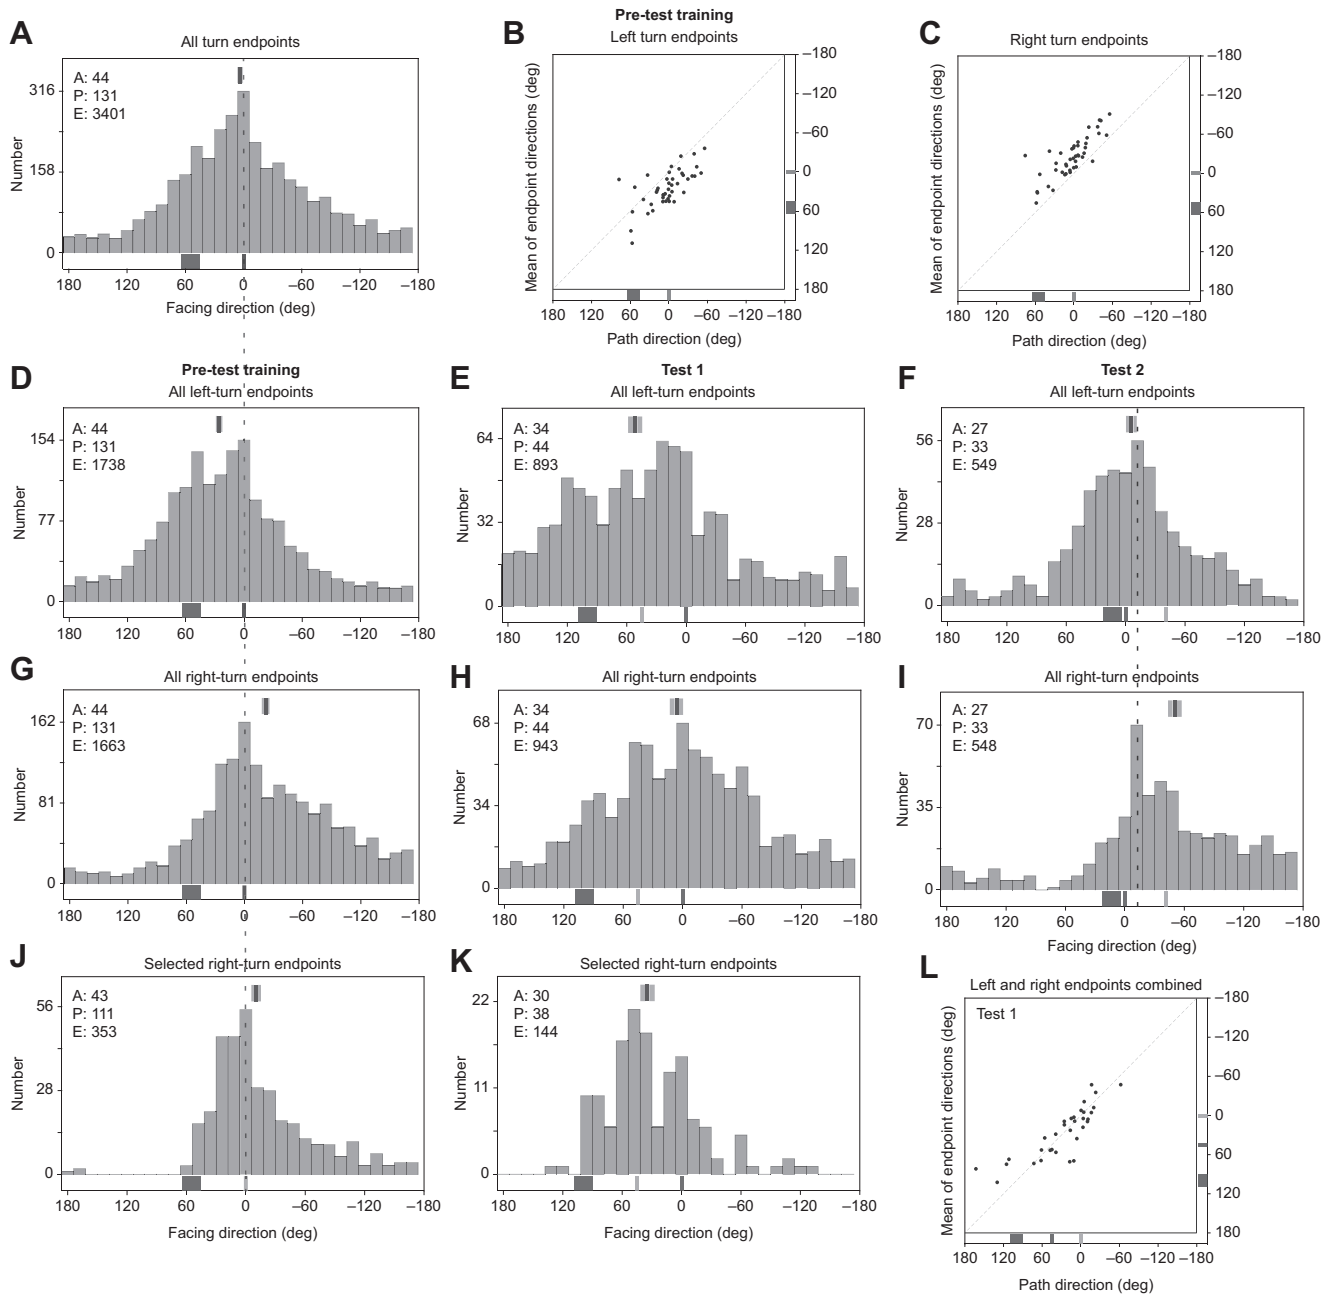 A
All turn endpoints
A: 44
P: 131
E: 3401
316
158
0
Number
180 120 60 0 –60 –120 –180
Facing direction (deg)
Pre-test training
B
Left turn endpoints
Mean of endpoint directions (deg)
–180
–120
–60
0
60
120
180
180 120 60 0 –60 –120 –180
Path direction (deg)
C
Right turn endpoints
Mean of endpoint directions (deg)
–180
–120
–60
0
60
120
180
180 120 60 0 –60 –120 –180
Path direction (deg)
D
Pre-test training
All left-turn endpoints
A: 44
P: 131
E: 1738
154
77
0
Number
180 120 60 0 –60 –120 –180
E
Test 1
All left-turn endpoints
A: 34
P: 44
E: 893
64
32
0
Number
180 120 60 0 –60 –120 –180
F
Test 2
All left-turn endpoints
A: 27
P: 33
E: 549
56
28
0
Number
180 120 60 0 –60 –120 –180
G
All right-turn endpoints
A: 44
P: 131
E: 1663
162
81
0
Number
180 120 60 0 –60 –120 –180
H
All right-turn endpoints
A: 34
P: 44
E: 943
68
34
0
Number
180 120 60 0 –60 –120 –180
I
All right-turn endpoints
A: 27
P: 33
E: 548
70
35
0
Number
180 120 60 0 –60 –120 –180
Facing direction (deg)
J
Selected right-turn endpoints
A: 43
P: 111
E: 353
56
28
0
Number
180 120 60 0 –60 –120 –180
Facing direction (deg)
K
Selected right-turn endpoints
A: 30
P: 38
E: 144
22
11
0
Number
180 120 60 0 –60 –120 –180
Facing direction (deg)
L
Left and right endpoints combined
Test 1
Mean of endpoint directions (deg)
–180
–120
–60
0
60
120
180
180 120 60 0 –60 –120 –180
Path direction (deg)